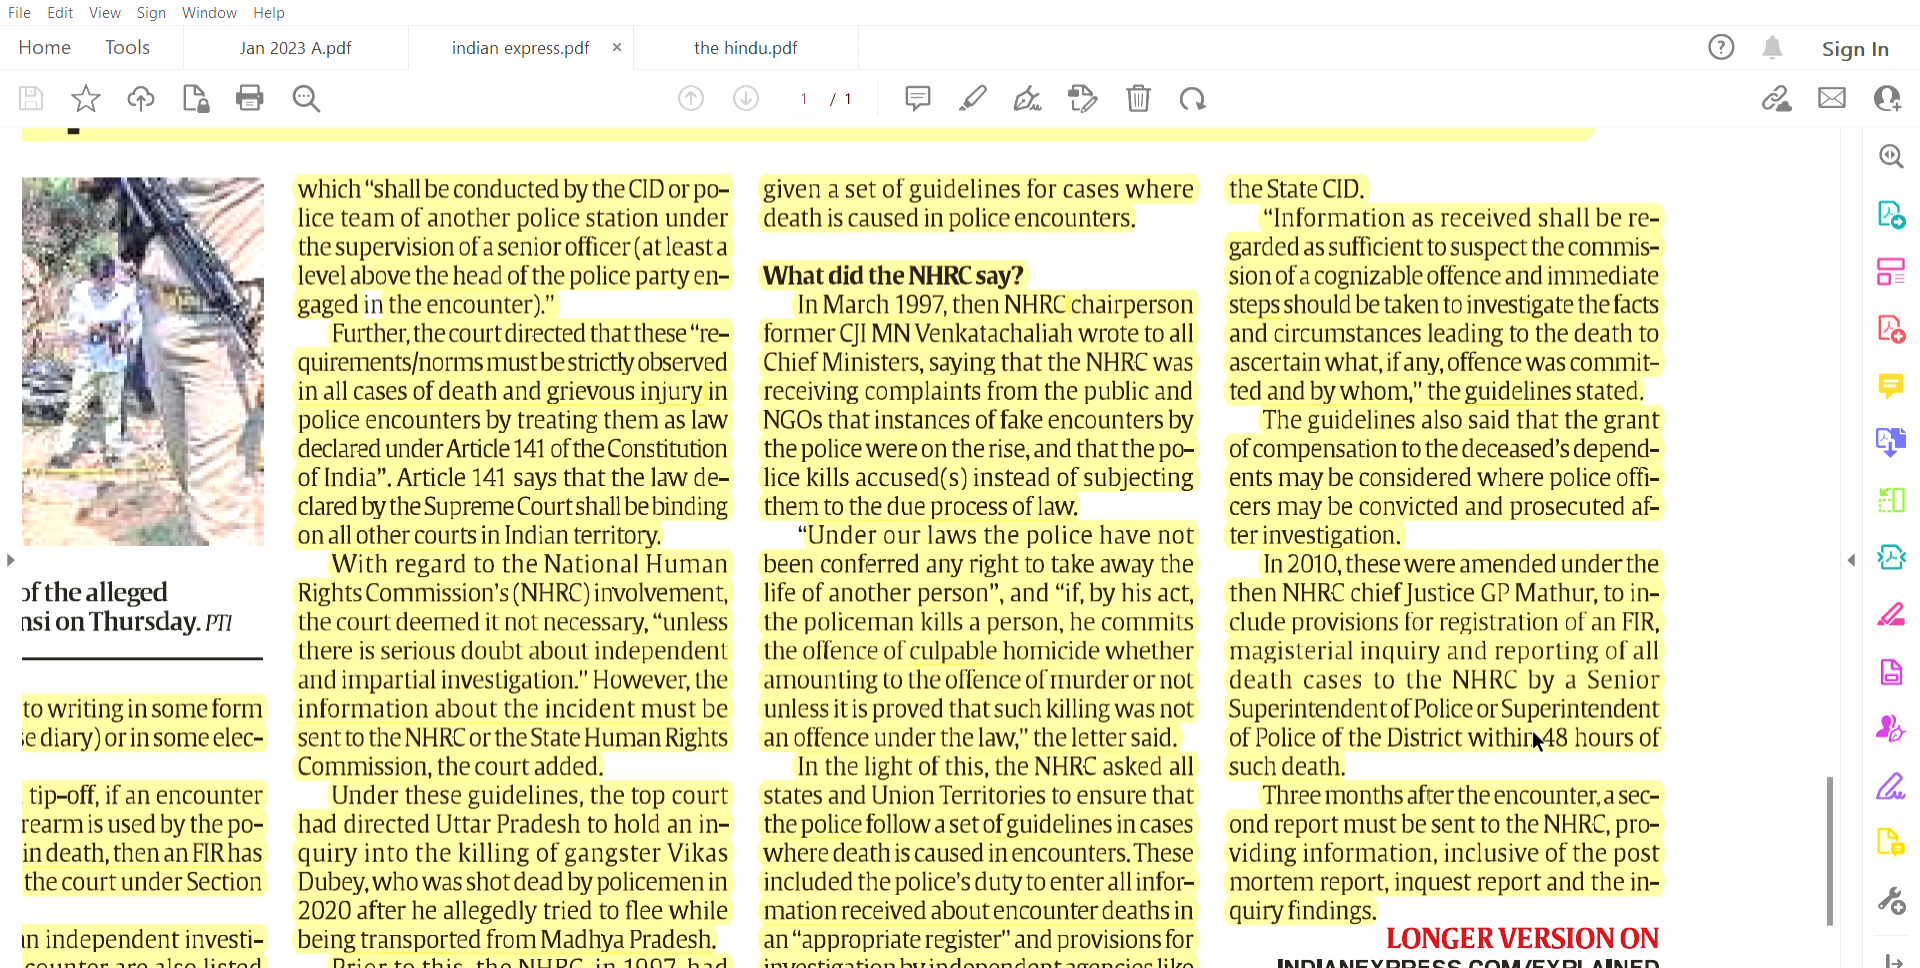 File Edit View Sign Window Help
Home Tools Jan 2023 A.pdf indian express.pdf × the hindu.pdf Sign In
1 / 1
of the alleged
nsi on Thursday. PTI
to writing in some form
se diary) or in some elec-
tip-off, if an encounter
rearm is used by the po-
in death, then an FIR has
the court under Section
an independent investi-
counter are also listed
which “shall be conducted by the CID or po-
lice team of another police station under
the supervision of a senior officer (at least a
level above the head of the police party en-
gaged in the encounter).”
Further, the court directed that these “re-
quirements/norms must be strictly observed
in all cases of death and grievous injury in
police encounters by treating them as law
declared under Article 141 of the Constitution
of India”. Article 141 says that the law de-
clared by the Supreme Court shall be binding
on all other courts in Indian territory.
With regard to the National Human
Rights Commission’s (NHRC) involvement,
the court deemed it not necessary, “unless
there is serious doubt about independent
and impartial investigation.” However, the
information about the incident must be
sent to the NHRC or the State Human Rights
Commission, the court added.
Under these guidelines, the top court
had directed Uttar Pradesh to hold an in-
quiry into the killing of gangster Vikas
Dubey, who was shot dead by policemen in
2020 after he allegedly tried to flee while
being transported from Madhya Pradesh.
Prior to this, the NHRC, in 1997, had
given a set of guidelines for cases where
death is caused in police encounters.
What did the NHRC say?
In March 1997, then NHRC chairperson
former CJI MN Venkatachaliah wrote to all
Chief Ministers, saying that the NHRC was
receiving complaints from the public and
NGOs that instances of fake encounters by
the police were on the rise, and that the po-
lice kills accused(s) instead of subjecting
them to the due process of law.
“Under our laws the police have not
been conferred any right to take away the
life of another person”, and “if, by his act,
the policeman kills a person, he commits
the offence of culpable homicide whether
amounting to the offence of murder or not
unless it is proved that such killing was not
an offence under the law,” the letter said.
In the light of this, the NHRC asked all
states and Union Territories to ensure that
the police follow a set of guidelines in cases
where death is caused in encounters. These
included the police’s duty to enter all infor-
mation received about encounter deaths in
an “appropriate register” and provisions for
investigation by independent agencies like
the State CID.
“Information as received shall be re-
garded as sufficient to suspect the commis-
sion of a cognizable offence and immediate
steps should be taken to investigate the facts
and circumstances leading to the death to
ascertain what, if any, offence was commit-
ted and by whom,” the guidelines stated.
The guidelines also said that the grant
of compensation to the deceased’s depend-
ents may be considered where police offi-
cers may be convicted and prosecuted af-
ter investigation.
In 2010, these were amended under the
then NHRC chief Justice GP Mathur, to in-
clude provisions for registration of an FIR,
magisterial inquiry and reporting of all
death cases to the NHRC by a Senior
Superintendent of Police or Superintendent
of Police of the District within 48 hours of
such death.
Three months after the encounter, a sec-
ond report must be sent to the NHRC, pro-
viding information, inclusive of the post
mortem report, inquest report and the in-
quiry findings.
LONGER VERSION ON
INDIANEXPRESS.COM/EXPLAINED